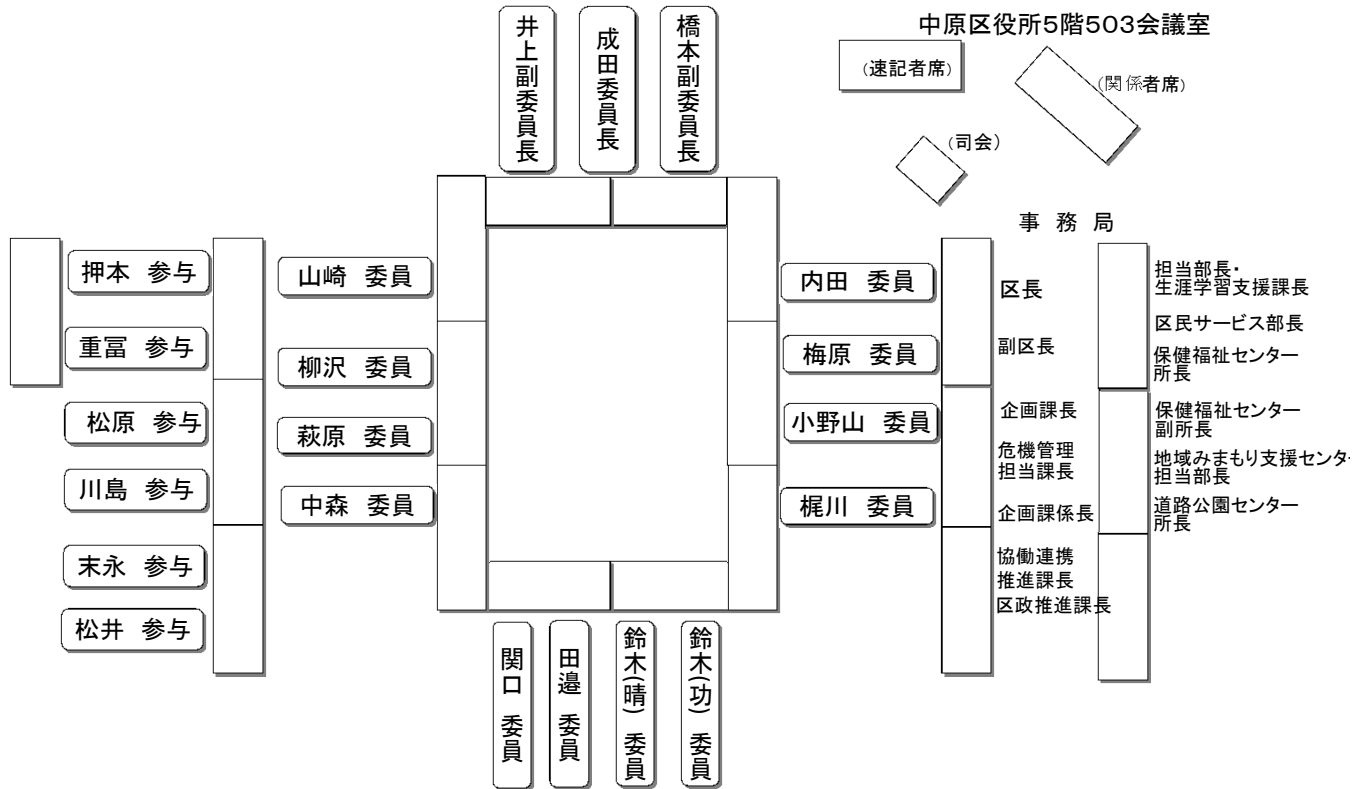 中原区役所5階503会議室
(速記者席)
(関係者席)
(司会)
井上副委員長
成田委員長
橋本副委員長
事 務 局
押本 参与
重冨 参与
松原 参与
川島 参与
末永 参与
松井 参与
山崎 委員
柳沢 委員
萩原 委員
中森 委員
内田 委員
梅原 委員
小野山 委員
梶川 委員
区長
副区長
企画課長
危機管理
担当課長
企画課係長
協働連携
推進課長
区政推進課長
担当部長・
生涯学習支援課長
区民サービス部長
保健福祉センター
所長
保健福祉センター
副所長
地域みまもり支援センター
担当部長
道路公園センター
所長
関口 委員
田邉 委員
鈴木(晴) 委員
鈴木(功) 委員